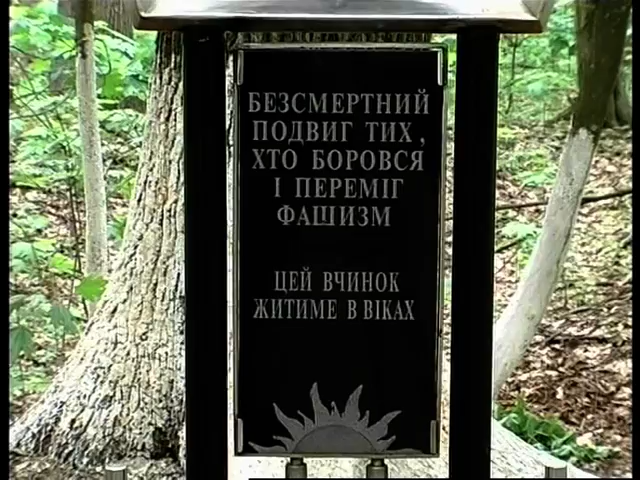 БЕЗСМЕРТНИЙ
ПОДВИГ ТИХ,
ХТО БОРОВСЯ
І ПЕРЕМІГ
ФАШИЗМ
ЦЕЙ ВЧИНОК
ЖИТИМЕ В ВІКАХ